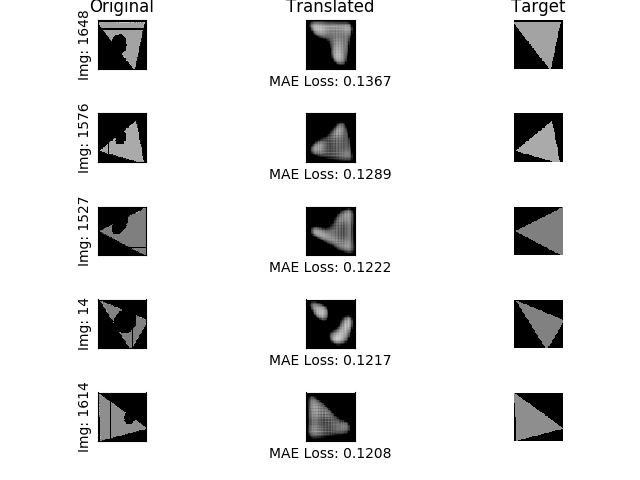 Original Translated Target
Img: 1648
MAE Loss: 0.1367
Img: 1576
MAE Loss: 0.1289
Img: 1527
MAE Loss: 0.1222
Img: 14
MAE Loss: 0.1217
Img: 1614
MAE Loss: 0.1208